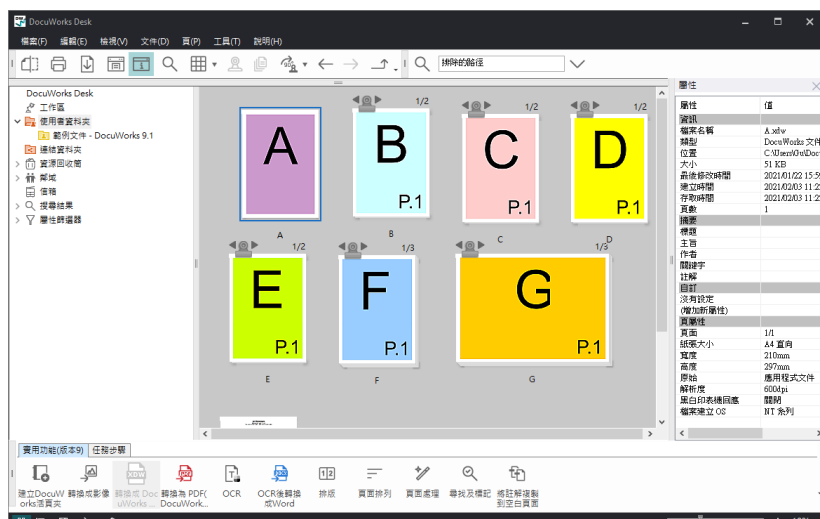 DocuWorks Desk
檔案(F) 編輯(E) 檢視(V) 文件(D) 頁(P) 工具(T) 說明(H)
排除的路徑
DocuWorks Desk
工作區
使用者資料夾
範例文件 - DocuWorks 9.1
連結資料夾
資源回收筒
鄰域
信箱
搜尋結果
屬性篩選器
A
A
1/2
B
P.1
B
1/2
C
P.1
C
1/2
D
P.1
D
1/2
E
P.1
E
1/3
F
P.1
F
1/3
G
P.1
G
屬性
屬性 值
資訊
檔案名稱 A.xdw
類型 DocuWorks 文件
位置 C:\Users\Ou\Doc
大小 51 KB
最後修改時間 2021/01/22 15:5
建立時間 2021/02/03 11:2
存取時間 2021/02/03 11:2
頁數 1
摘要
標題
主旨
作者
關鍵字
註解
自訂
沒有設定
(增加新屬性)
頁屬性
頁面 1/1
紙張大小 A4 直向
寬度 210mm
高度 297mm
原始 應用程式文件
解析度 600dpi
黑白印表機回應 關閉
檔案建立 OS NT 系列
實用功能(版本9) 任務步驟
建立DocuWorks活頁夾
轉換成影像
轉換成 DocuWorks ...
轉換為 PDF(DocuWork...
OCR
OCR後轉換成Word
排版
頁面排列
頁面處理
尋找及標記
將註解複製到空白頁面